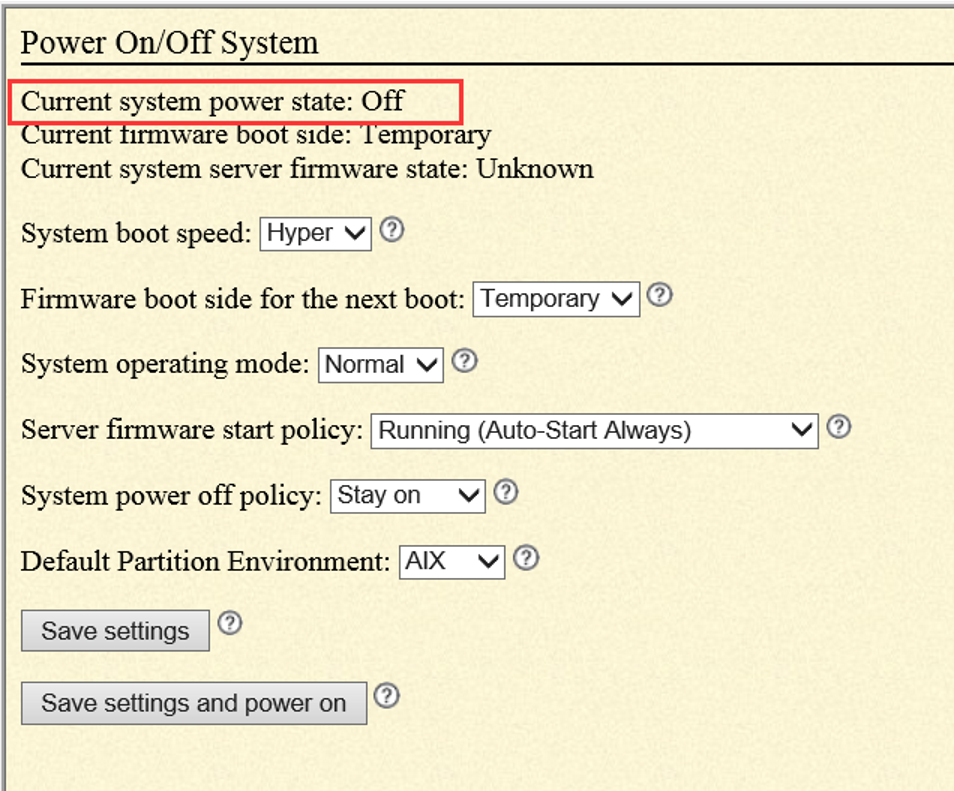 Power On/Off System
Current system power state: Off
Current firmware boot side: Temporary
Current system server firmware state: Unknown
System boot speed: Hyper ?
Firmware boot side for the next boot: Temporary ?
System operating mode: Normal ?
Server firmware start policy: Running (Auto-Start Always) ?
System power off policy: Stay on ?
Default Partition Environment: AIX ?
Save settings ?
Save settings and power on ?